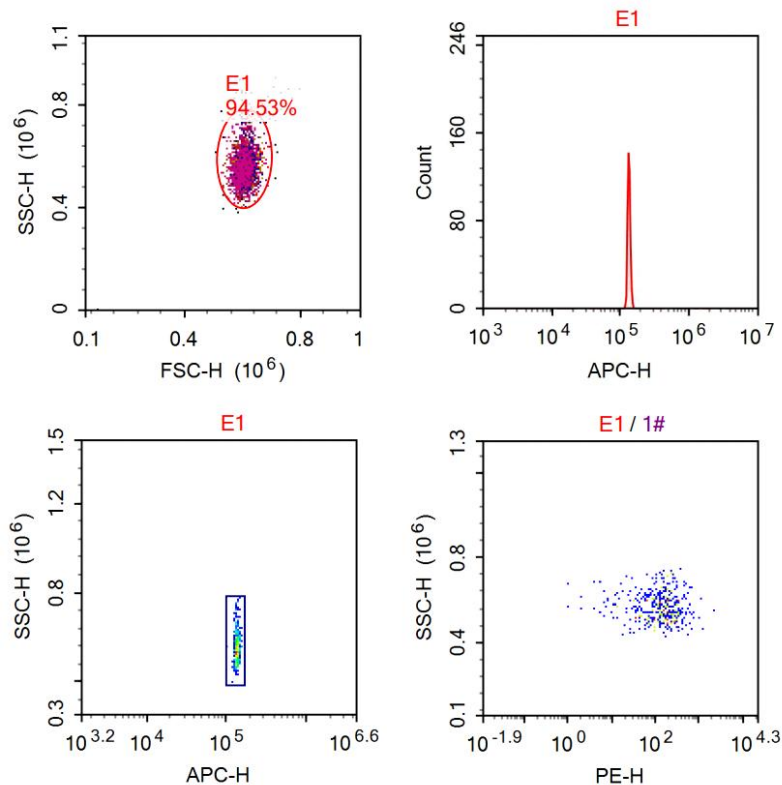 E1
94.53%
1.1
0.8
0.4
0
SSC-H (10^6)
0.1 0.4 0.8 1
FSC-H (10^6)
E1
246
160
80
0
Count
10^3 10^4 10^5 10^6 10^7
APC-H
E1
1.5
1.2
0.8
0.3
SSC-H (10^6)
10^3.2 10^4 10^5 10^6.6
APC-H
E1 / 1#
1.3
0.8
0.4
0.1
SSC-H (10^6)
10^-1.9 10^0 10^2 10^4.3
PE-H